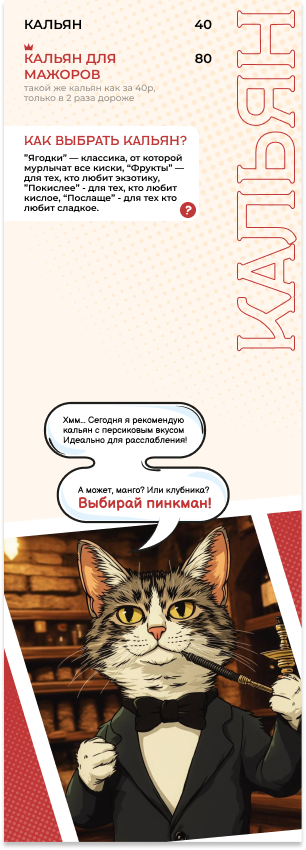 КАЛЬЯН 40
КАЛЬЯН ДЛЯ 80
МАЖОРОВ
такой же кальян как за 40р,
только в 2 раза дороже
КАЛЬЯН
КАК ВЫБРАТЬ КАЛЬЯН?
"Ягодки" — классика, от которой
мурлычат все киски, "Фрукты" —
для тех, кто любит экзотику,
"Покислее" - для тех, кто любит
кислое, "Послаще" - для тех кто
любит сладкое.
?
Хмм... Сегодня я рекомендую
кальян с персиковым вкусом
Идеально для расслабления!
А может, манго? Или клубника?
Выбирай пинкман!